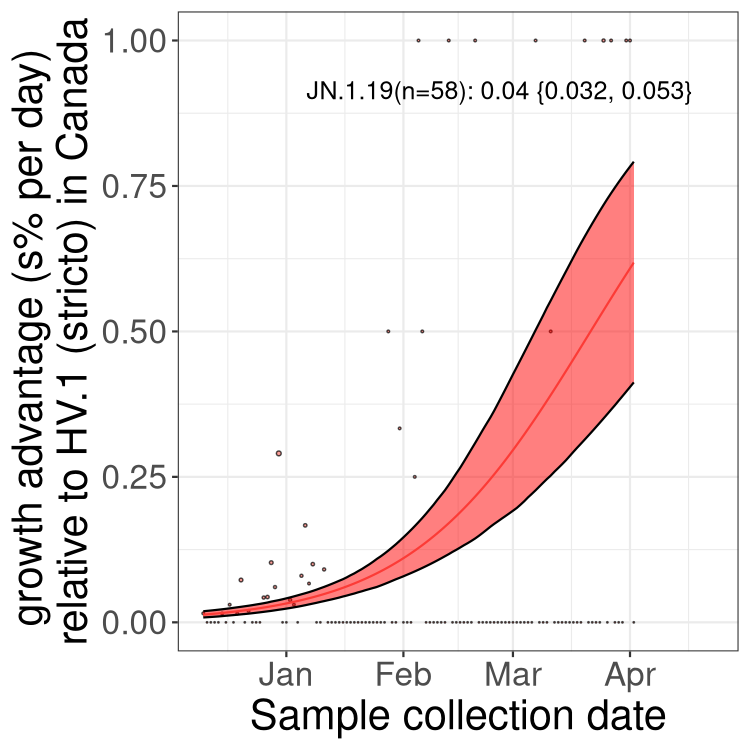 growth advantage (s% per day)
relative to HV.1 (stricto) in Canada
1.00
0.75
0.50
0.25
0.00
JN.1.19(n=58): 0.04 {0.032, 0.053}
Jan Feb Mar Apr
Sample collection date